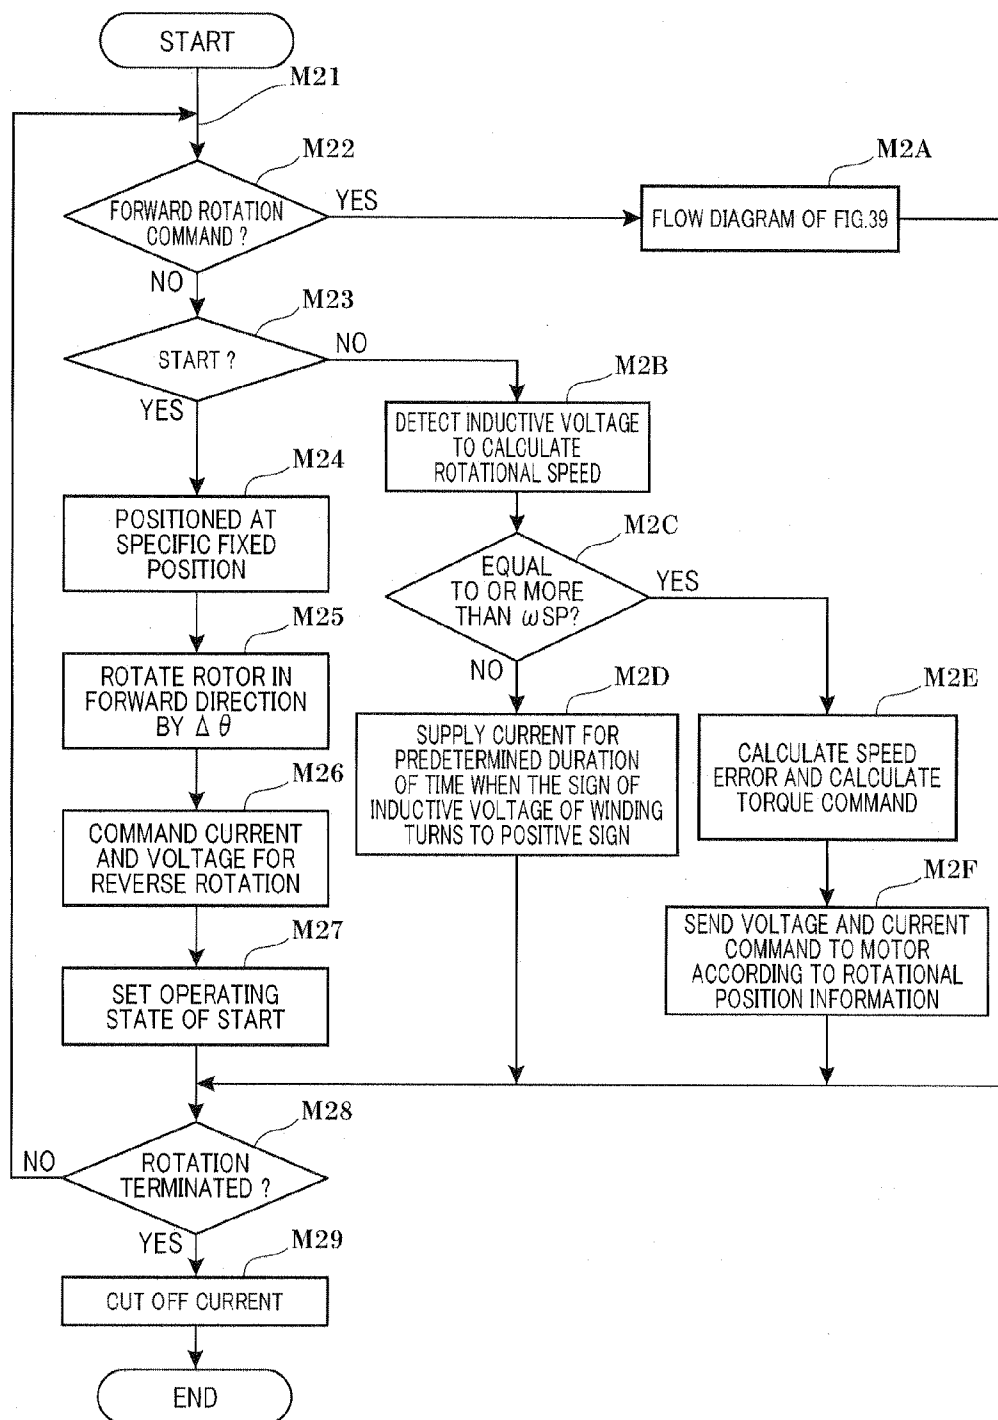 START
M21
M22
FORWARD ROTATION
COMMAND ?
YES
NO
M2A
FLOW DIAGRAM OF FIG.39
M23
START ?
NO
YES
M2B
DETECT INDUCTIVE VOLTAGE
TO CALCULATE
ROTATIONAL SPEED
M24
POSITIONED AT
SPECIFIC FIXED
POSITION
M2C
EQUAL
TO OR MORE
THAN ωSP?
YES
NO
M25
ROTATE ROTOR IN
FORWARD DIRECTION
BY Δ θ
M2D
SUPPLY CURRENT FOR
PREDETERMINED DURATION
OF TIME WHEN THE SIGN OF
INDUCTIVE VOLTAGE OF WINDING
TURNS TO POSITIVE SIGN
M2E
CALCULATE SPEED
ERROR AND CALCULATE
TORQUE COMMAND
M26
COMMAND CURRENT
AND VOLTAGE FOR
REVERSE ROTATION
M2F
SEND VOLTAGE AND CURRENT
COMMAND TO MOTOR
ACCORDING TO ROTATIONAL
POSITION INFORMATION
M27
SET OPERATING
STATE OF START
M28
ROTATION
TERMINATED ?
NO
YES
M29
CUT OFF CURRENT
END